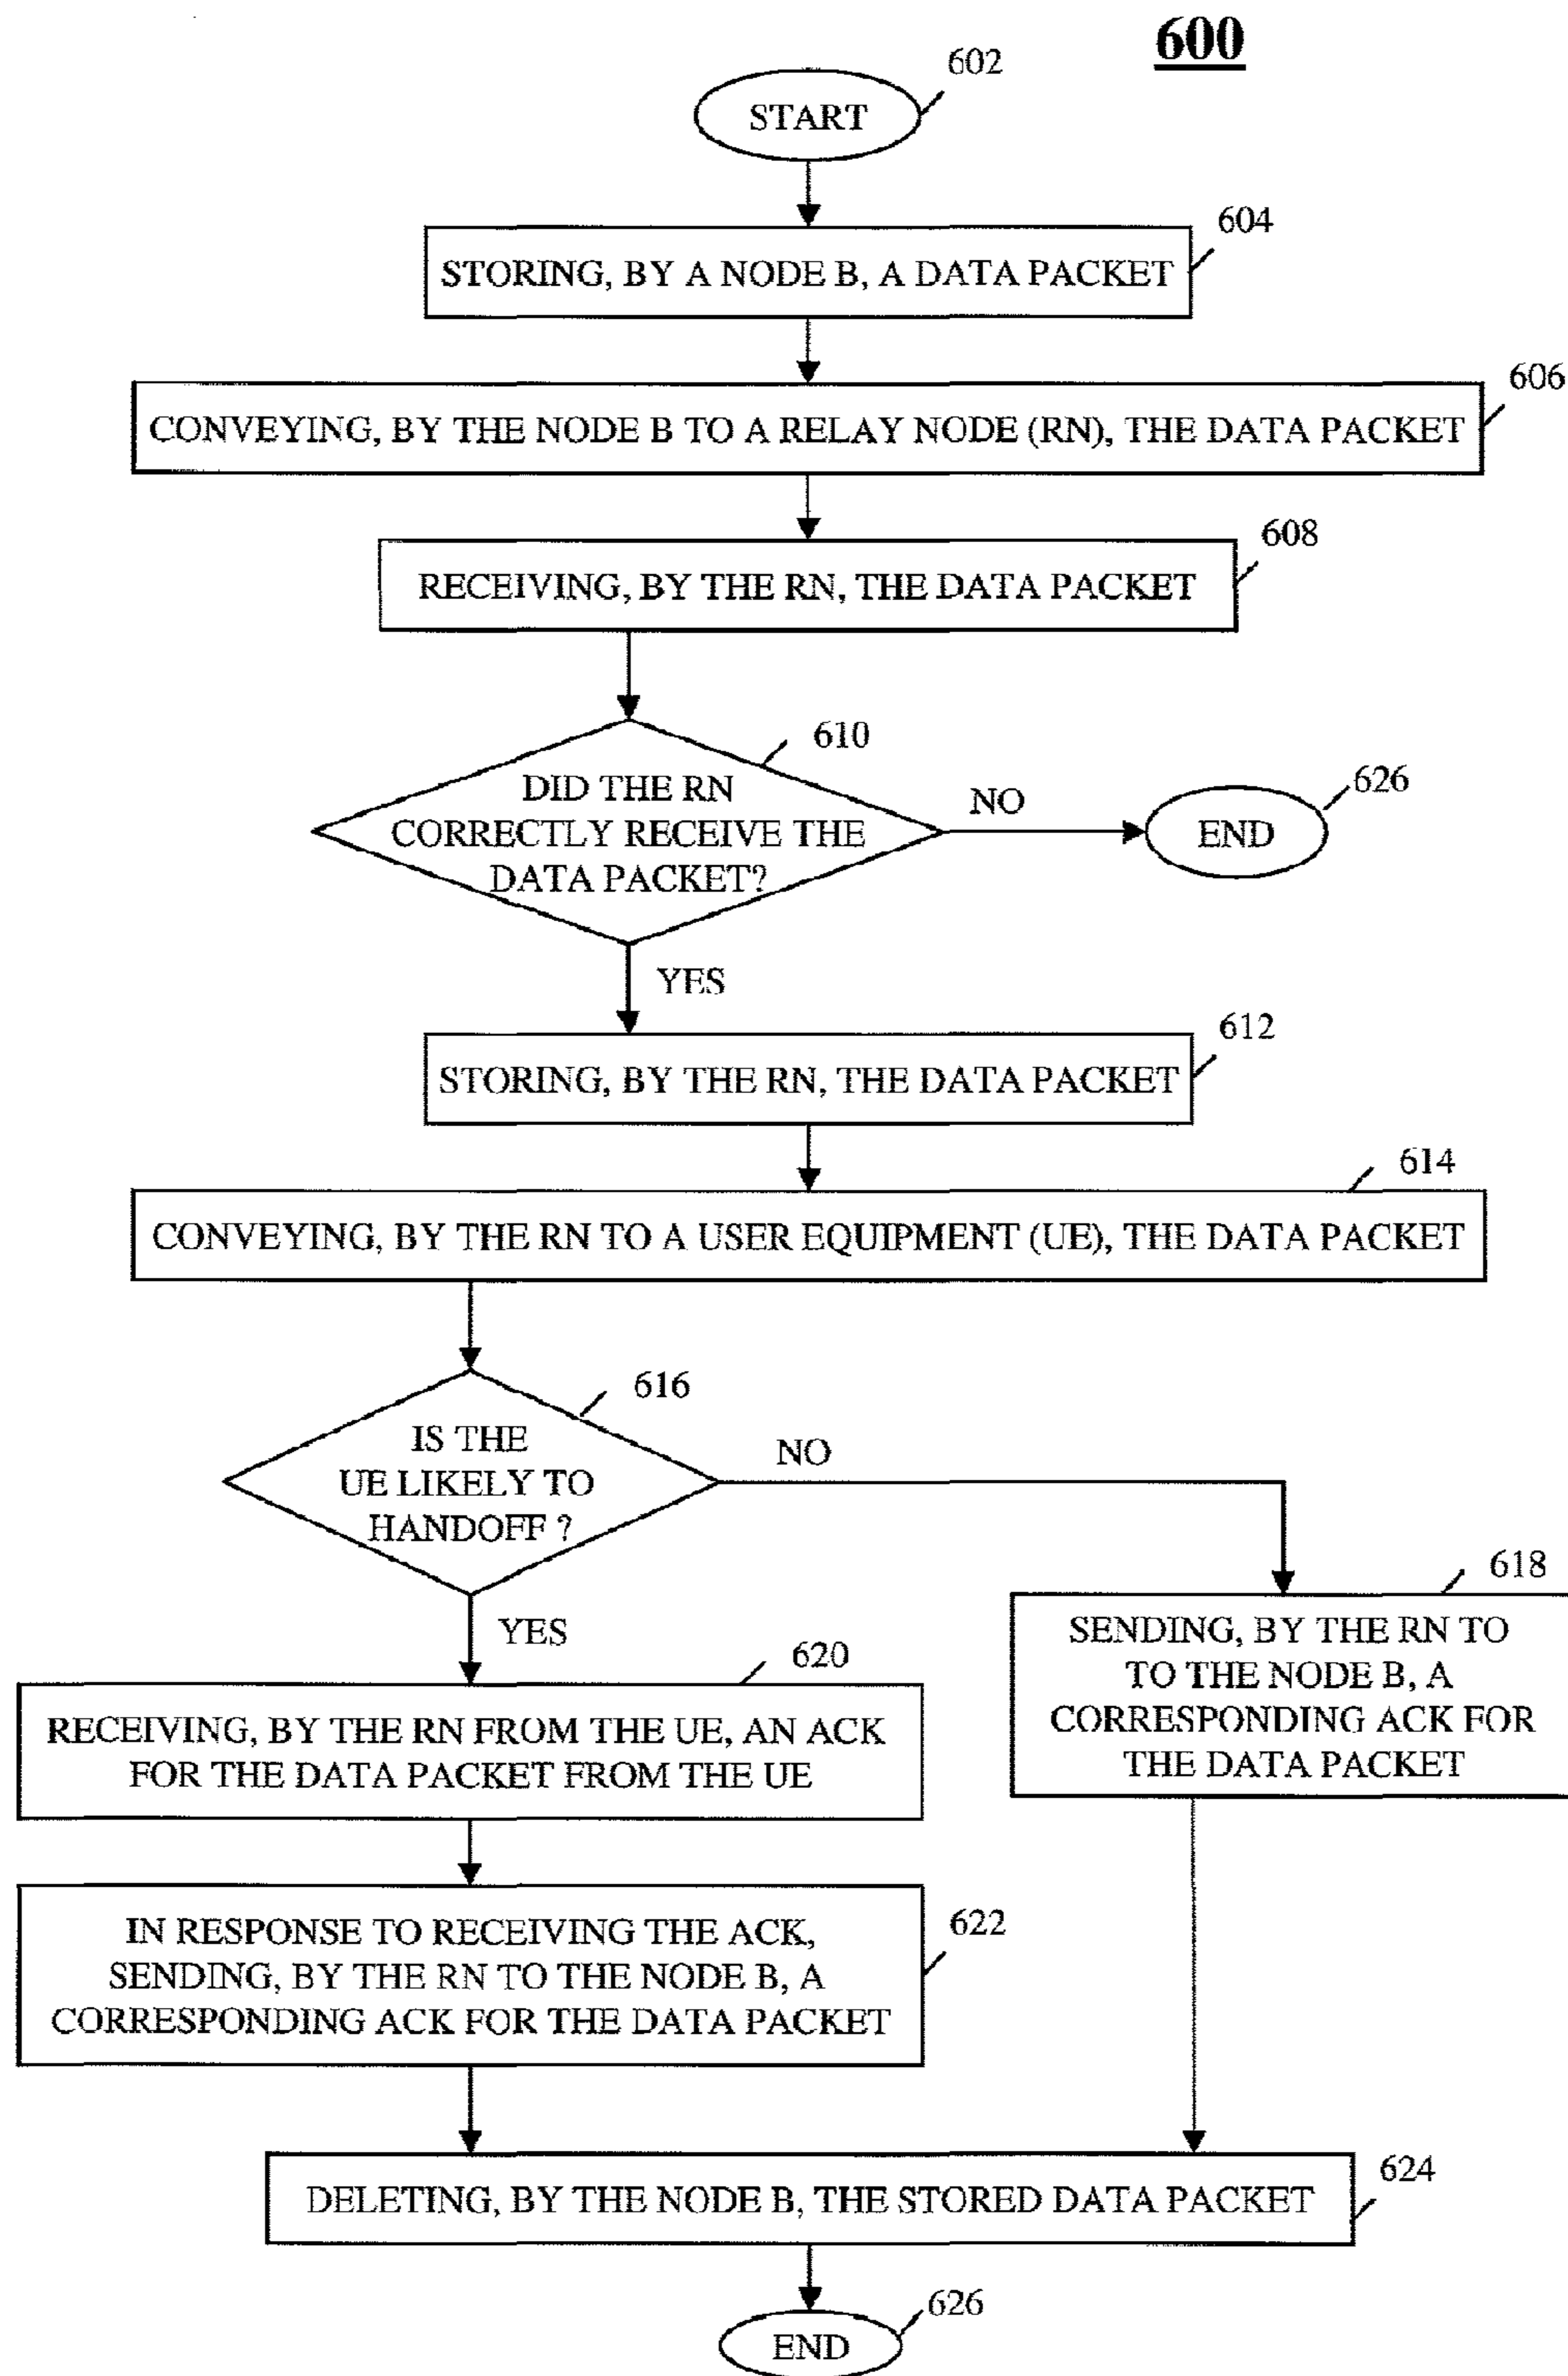 600
602
START
604
STORING, BY A NODE B, A DATA PACKET
606
CONVEYING, BY THE NODE B TO A RELAY NODE (RN), THE DATA PACKET
608
RECEIVING, BY THE RN, THE DATA PACKET
610
DID THE RN
CORRECTLY RECEIVE THE
DATA PACKET?
NO
626
END
YES
612
STORING, BY THE RN, THE DATA PACKET
614
CONVEYING, BY THE RN TO A USER EQUIPMENT (UE), THE DATA PACKET
616
IS THE
UE LIKELY TO
HANDOFF ?
NO
618
SENDING, BY THE RN TO
TO THE NODE B, A
CORRESPONDING ACK FOR
THE DATA PACKET
YES
620
RECEIVING, BY THE RN FROM THE UE, AN ACK
FOR THE DATA PACKET FROM THE UE
622
IN RESPONSE TO RECEIVING THE ACK,
SENDING, BY THE RN TO THE NODE B, A
CORRESPONDING ACK FOR THE DATA PACKET
624
DELETING, BY THE NODE B, THE STORED DATA PACKET
626
END